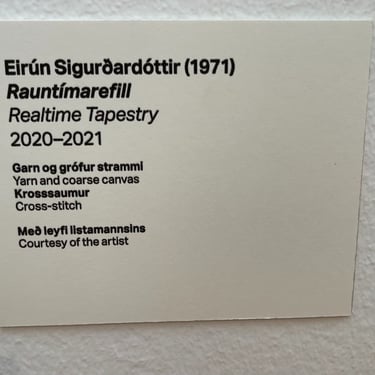 Eirún Sigurðardóttir (1971)
Rauntímarefill
Realtime Tapestry
2020–2021
Garn og grófur strammi
Yarn and coarse canvas
Krosssaumur
Cross-stitch
Með leyfi listamannsins
Courtesy of the artist